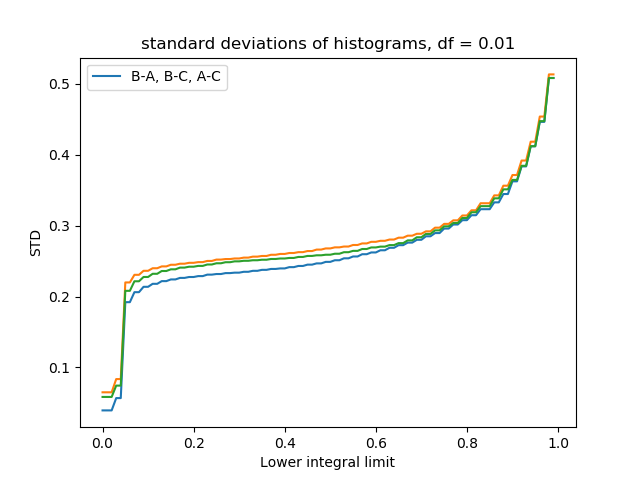 standard deviations of histograms, df = 0.01
B-A, B-C, A-C
STD
0.5
0.4
0.3
0.2
0.1
0.0 0.2 0.4 0.6 0.8 1.0
Lower integral limit